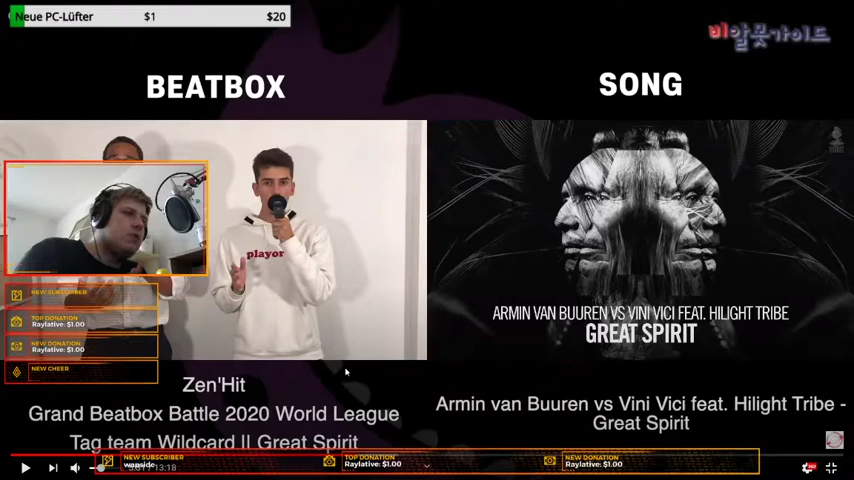 Neue PC-Lüfter $1 $20
비알못가이드
BEATBOX
SONG
playor
NEW SUBSCRIBER
TOP DONATION
Raylative: $1.00
NEW DONATION
Raylative: $1.00
NEW CHEER
ARMIN VAN BUUREN VS VINI VICI FEAT. HILIGHT TRIBE
GREAT SPIRIT
Zen'Hit
Grand Beatbox Battle 2020 World League
Tag team Wildcard || Great Spirit
Armin van Buuren vs Vini Vici feat. Hilight Tribe -
Great Spirit
NEW SUBSCRIBER
TOP DONATION
Raylative: $1.00
NEW DONATION
Raylative: $1.00
/ 13:18